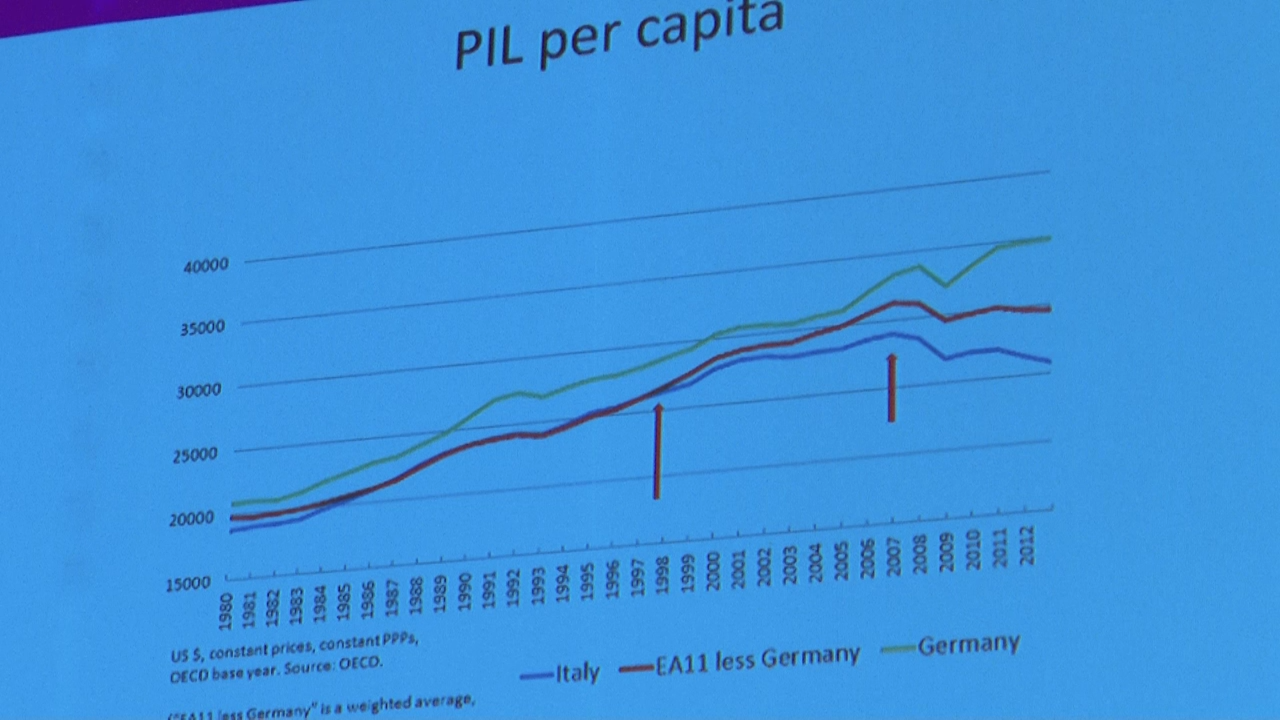 PIL per capita
40000
35000
30000
25000
20000
15000
1980 1981 1982 1983 1984 1985 1986 1987 1988 1989 1990 1991 1992 1993 1994 1995 1996 1997 1998 1999 2000 2001 2002 2003 2004 2005 2006 2007 2008 2009 2010 2011 2012
US $, constant prices, constant PPPs,
OECD base year. Source: OECD.
Italy EA11 less Germany Germany
("EA11 less Germany" is a weighted average,